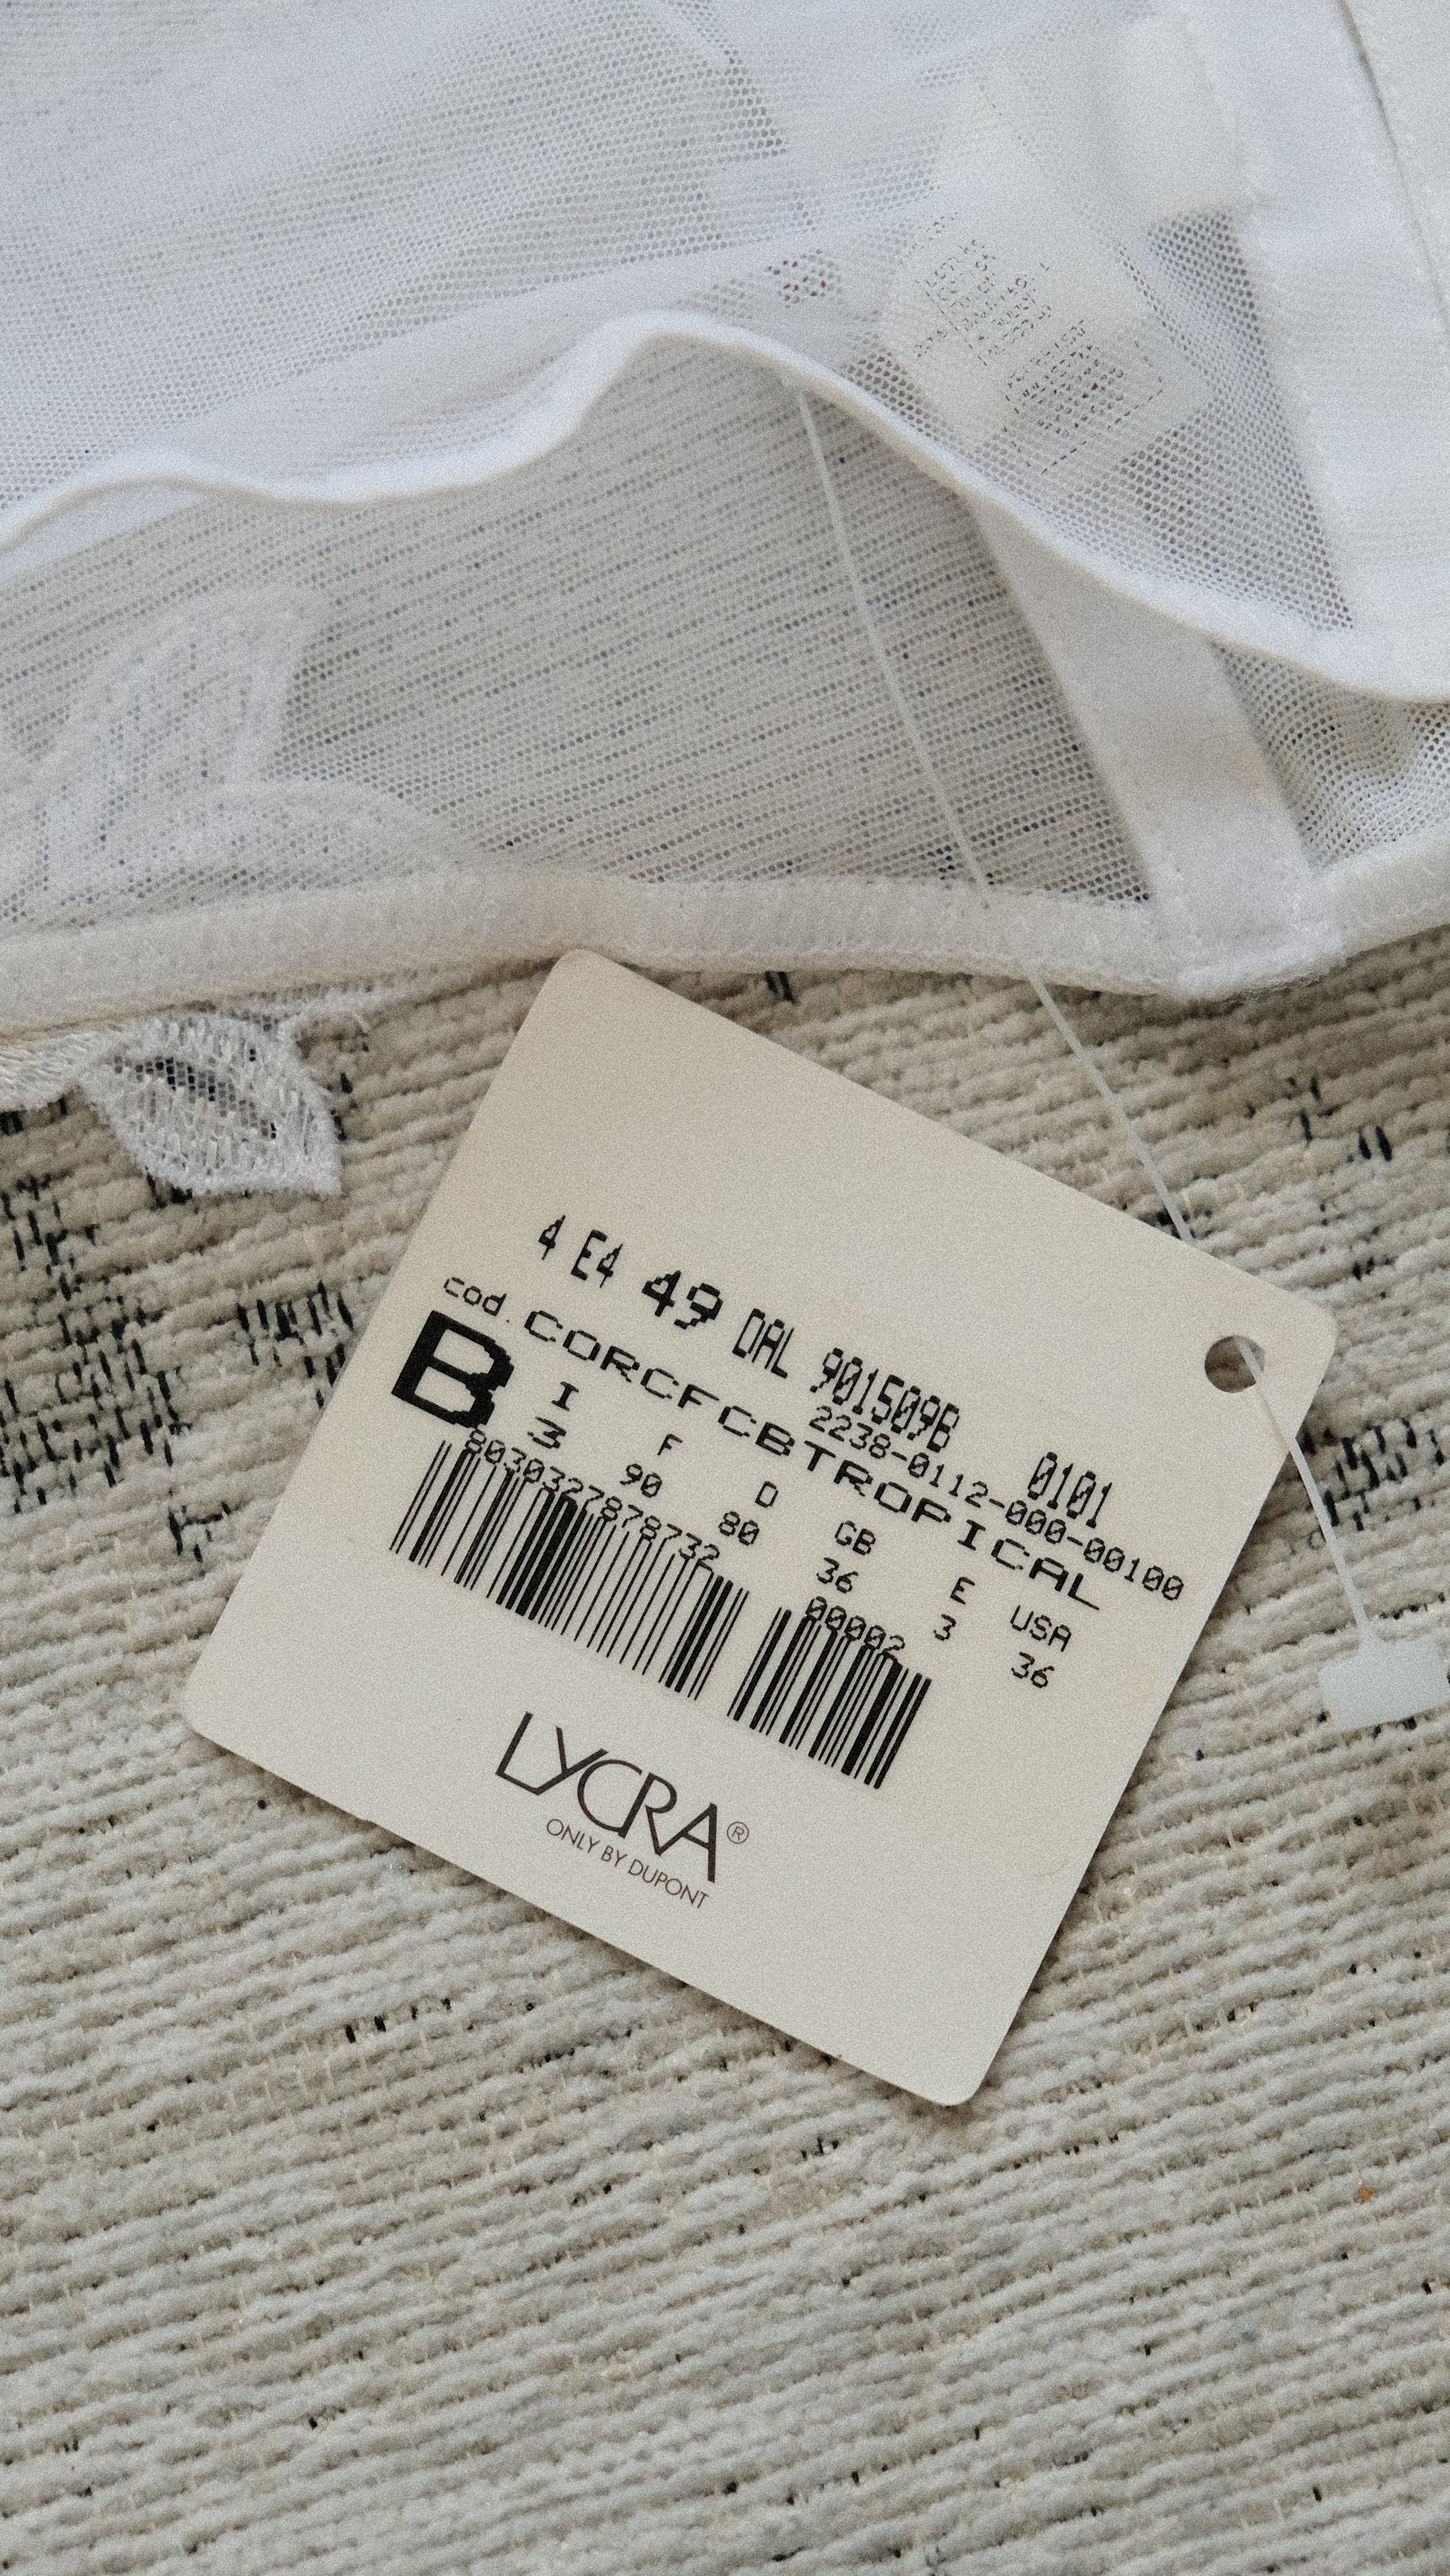 4 E4 49 DAL 901509B 0101
2238-0112-000-00100
cod. CORCFCBTROPICAL
B I F D GB E USA
3 90 80 36 3 36
8030327878732 00002
LYCRA®
ONLY BY DUPONT